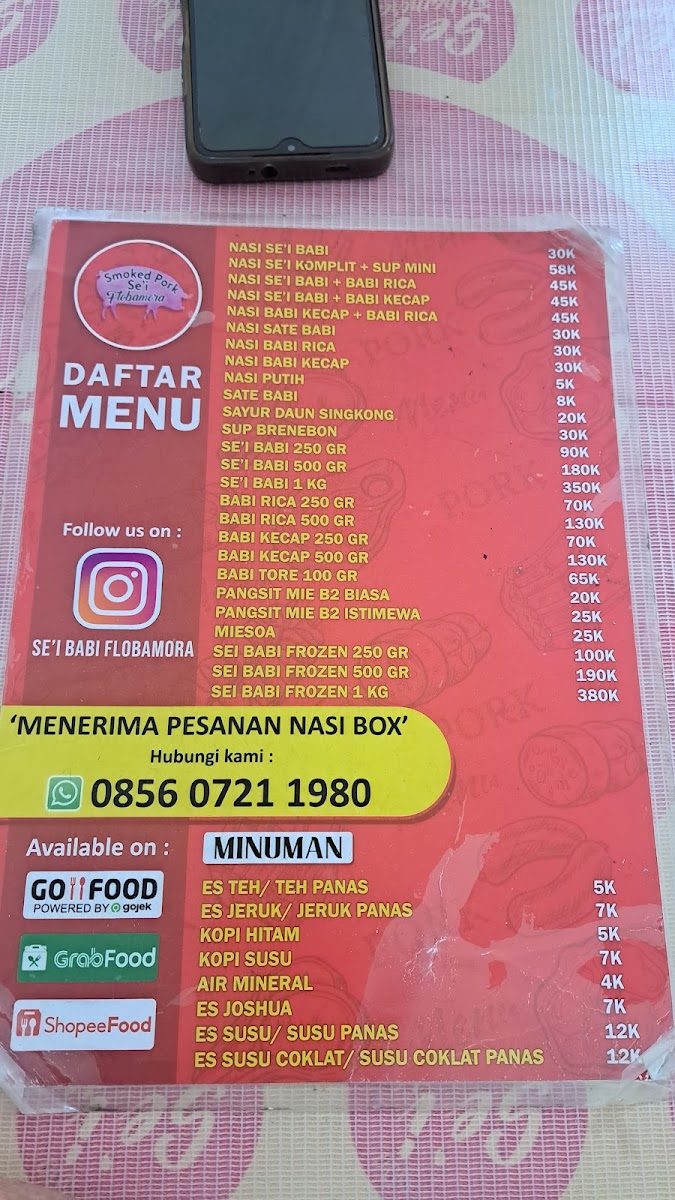 Smoked Pork
Se'i
Flobamora
DAFTAR
MENU
NASI SE'I BABI 30K
NASI SE'I KOMPLIT + SUP MINI 58K
NASI SE'I BABI + BABI RICA 45K
NASI SE'I BABI + BABI KECAP 45K
NASI BABI KECAP + BABI RICA 45K
NASI SATE BABI 30K
NASI BABI RICA 30K
NASI BABI KECAP 30K
NASI PUTIH 5K
SATE BABI 8K
SAYUR DAUN SINGKONG 20K
SUP BRENEBON 30K
SE'I BABI 250 GR 90K
SE'I BABI 500 GR 180K
SE'I BABI 1 KG 350K
BABI RICA 250 GR 70K
BABI RICA 500 GR 130K
BABI KECAP 250 GR 70K
BABI KECAP 500 GR 130K
BABI TORE 100 GR 65K
PANGSIT MIE B2 BIASA 20K
PANGSIT MIE B2 ISTIMEWA 25K
MIESOA 25K
SEI BABI FROZEN 250 GR 100K
SEI BABI FROZEN 500 GR 190K
SEI BABI FROZEN 1 KG 380K
Follow us on :
SE'I BABI FLOBAMORA
'MENERIMA PESANAN NASI BOX'
Hubungi kami :
0856 0721 1980
Available on :
GO FOOD
POWERED BY gojek
GrabFood
ShopeeFood
MINUMAN
ES TEH/ TEH PANAS 5K
ES JERUK/ JERUK PANAS 7K
KOPI HITAM 5K
KOPI SUSU 7K
AIR MINERAL 4K
ES JOSHUA 7K
ES SUSU/ SUSU PANAS 12K
ES SUSU COKLAT/ SUSU COKLAT PANAS 12K
PORK
PORK
PORK
Se'i
Se'i
Se'i